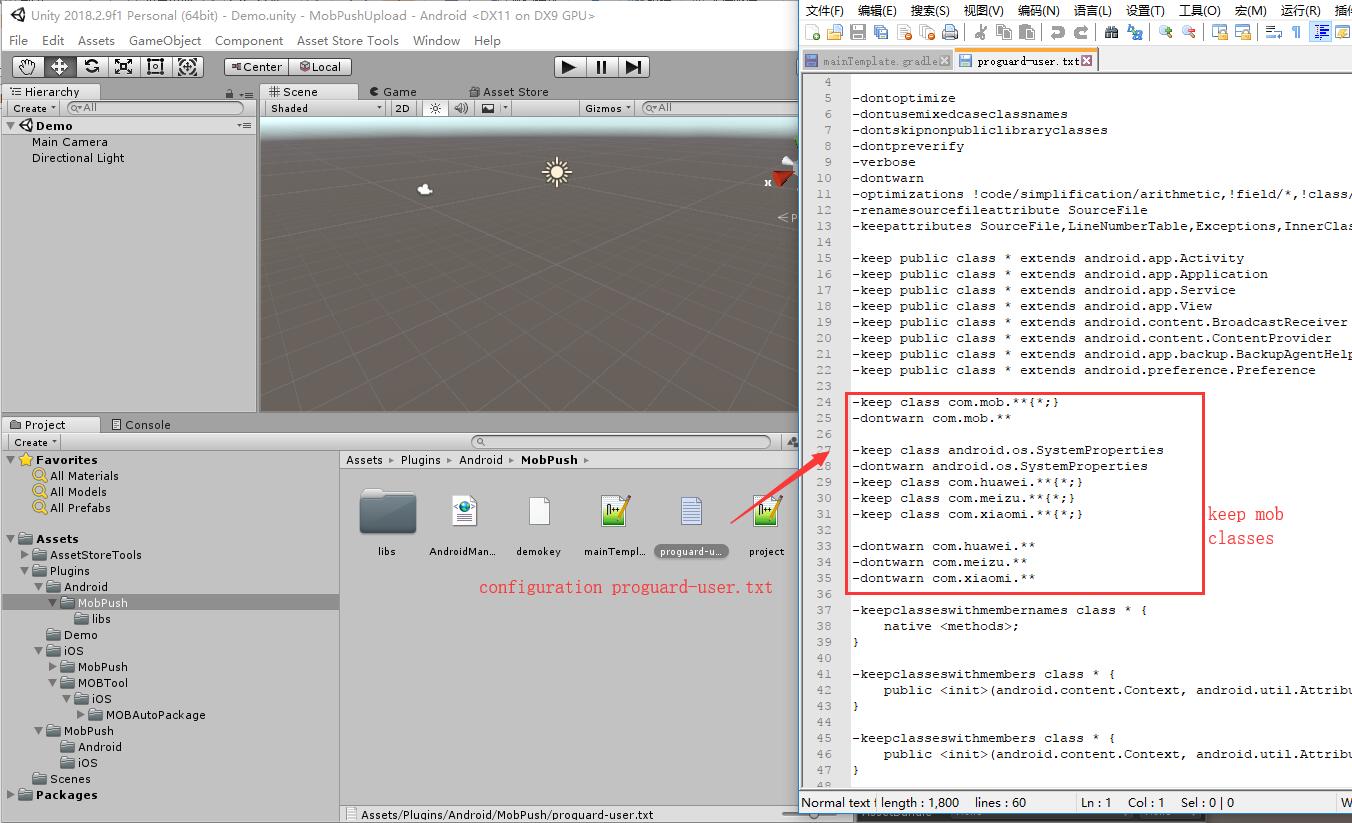 Unity 2018.2.9f1 Personal (64bit) - Demo.unity - MobPushUpload - Android <DX11 on DX9 GPU>
File Edit Assets GameObject Component Asset Store Tools Window Help
Center Local
Hierarchy
Create All
Demo
Main Camera
Directional Light
Scene Game Asset Store
Shaded 2D Gizmos All
x
< P
Project Console
Create
Favorites
All Materials
All Models
All Prefabs
Assets
AssetStoreTools
Plugins
Android
MobPush
libs
Demo
iOS
MobPush
MOBTool
iOS
MOBAutoPackage
MobPush
Android
iOS
Scenes
Packages
Assets Plugins Android MobPush
libs AndroidMan... demokey mainTempl... proguard-u... project
configuration proguard-user.txt
Assets/Plugins/Android/MobPush/proguard-user.txt
文件(F) 编辑(E) 搜索(S) 视图(V) 编码(N) 语言(L) 设置(T) 工具(O) 宏(M) 运行(R)
mainTemplate.gradle proguard-user.txt
4
5 -dontoptimize
6 -dontusemixedcaseclassnames
7 -dontskipnonpubliclibraryclasses
8 -dontpreverify
9 -verbose
10 -dontwarn
11 -optimizations !code/simplification/arithmetic,!field/*,!class/
12 -renamesourcefileattribute SourceFile
13 -keepattributes SourceFile,LineNumberTable,Exceptions,InnerClas
14
15 -keep public class * extends android.app.Activity
16 -keep public class * extends android.app.Application
17 -keep public class * extends android.app.Service
18 -keep public class * extends android.app.View
19 -keep public class * extends android.content.BroadcastReceiver
20 -keep public class * extends android.content.ContentProvider
21 -keep public class * extends android.app.backup.BackupAgentHelp
22 -keep public class * extends android.preference.Preference
23
24 -keep class com.mob.**{*;}
25 -dontwarn com.mob.**
26
27 -keep class android.os.SystemProperties
28 -dontwarn android.os.SystemProperties
29 -keep class com.huawei.**{*;}
30 -keep class com.meizu.**{*;}
31 -keep class com.xiaomi.**{*;}
32
33 -dontwarn com.huawei.**
34 -dontwarn com.meizu.**
35 -dontwarn com.xiaomi.**
36
37 -keepclasseswithmembernames class * {
38 native <methods>;
39 }
40
41 -keepclasseswithmembers class * {
42 public <init>(android.content.Context, android.util.Attribu
43 }
44
45 -keepclasseswithmembers class * {
46 public <init>(android.content.Context, android.util.Attribu
47 }
48
keep mob
classes
Normal text length : 1,800 lines : 60 Ln : 1 Col : 1 Sel : 0 | 0 W